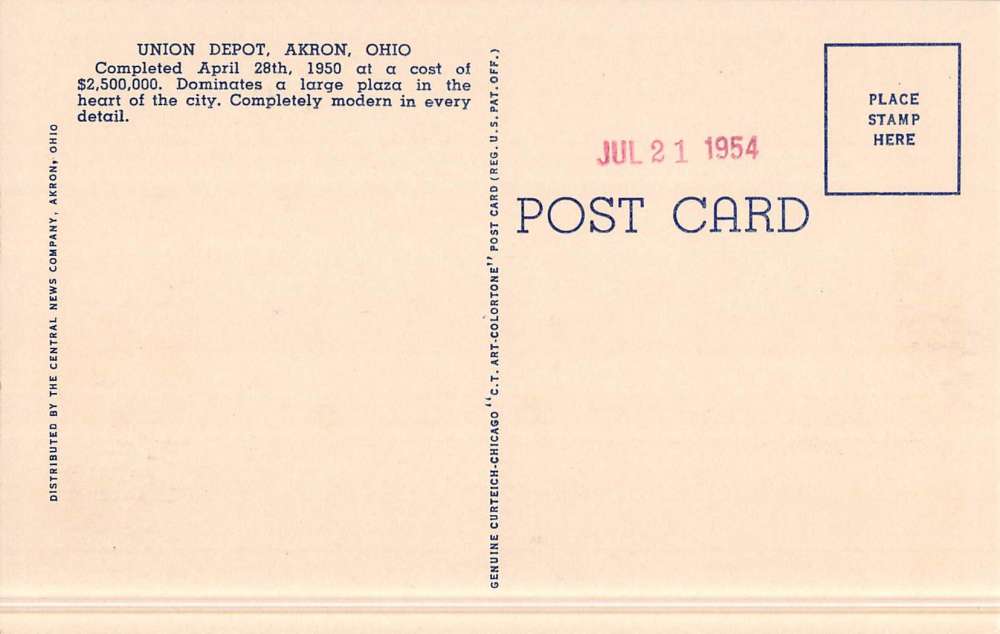 UNION DEPOT, AKRON, OHIO
Completed April 28th, 1950 at a cost of
$2,500,000. Dominates a large plaza in the
heart of the city. Completely modern in every
detail.
DISTRIBUTED BY THE CENTRAL NEWS COMPANY, AKRON, OHIO
GENUINE CURTEICH-CHICAGO "C.T. ART-COLORTONE" POST CARD (REG. U.S. PAT. OFF.)
JUL 21 1954
POST CARD
PLACE
STAMP
HERE